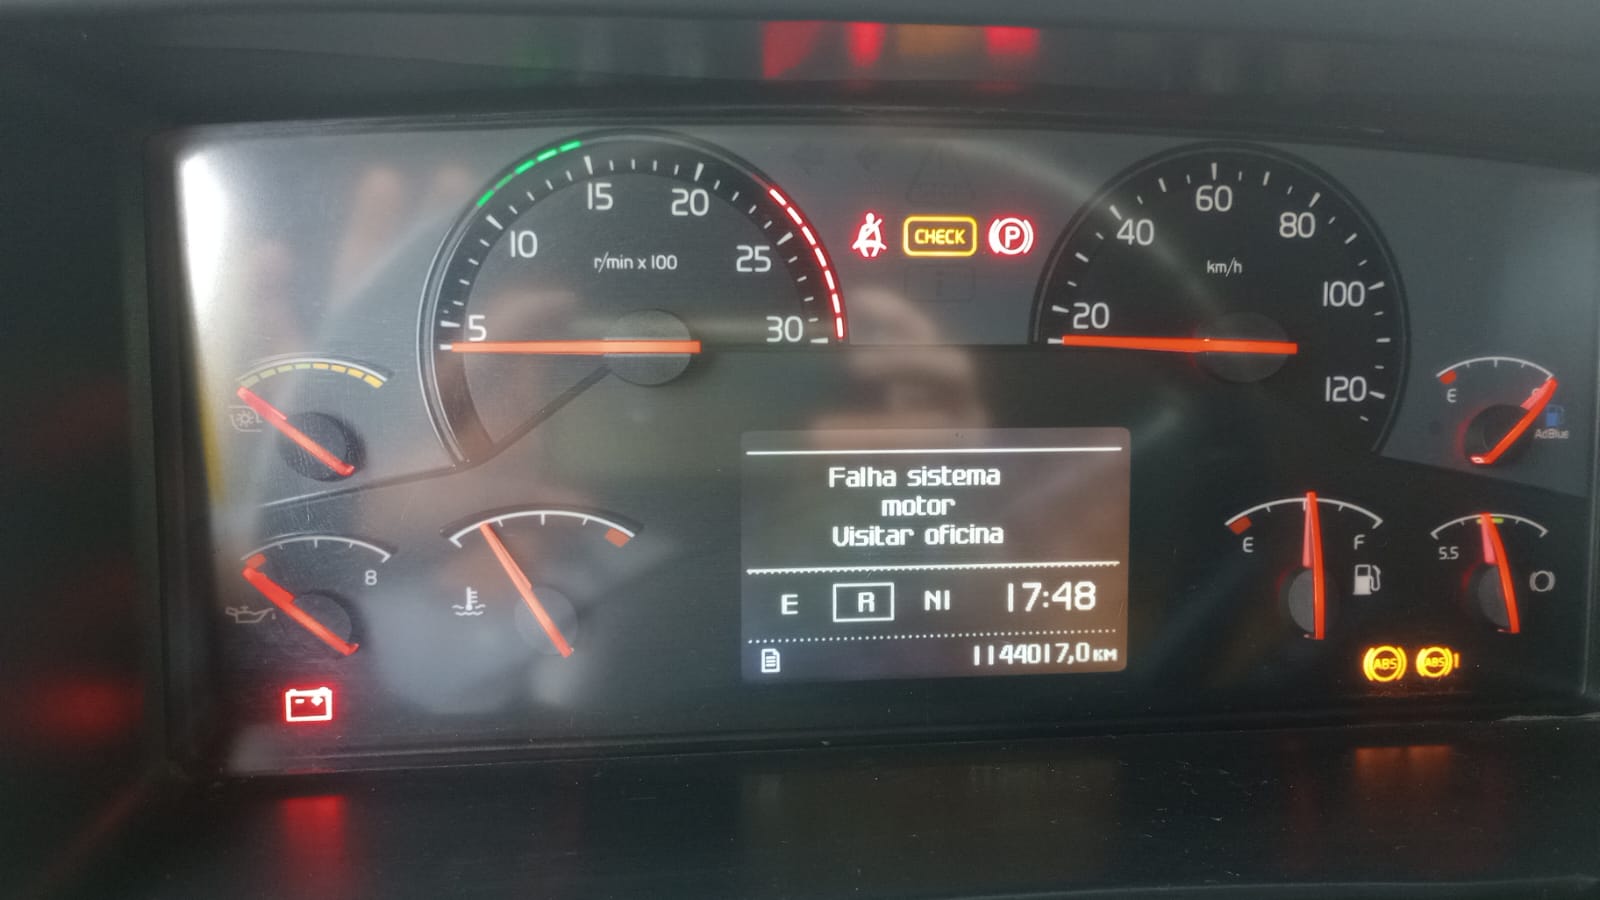 5
10
15
20
25
30
r/min x 100
CHECK
P
20
40
60
80
100
120
km/h
E
AdBlue
8
Falha sistema
motor
Visitar oficina
E R N1 17:48
1144017,0 KM
E
F
5.5
ABS
ABS